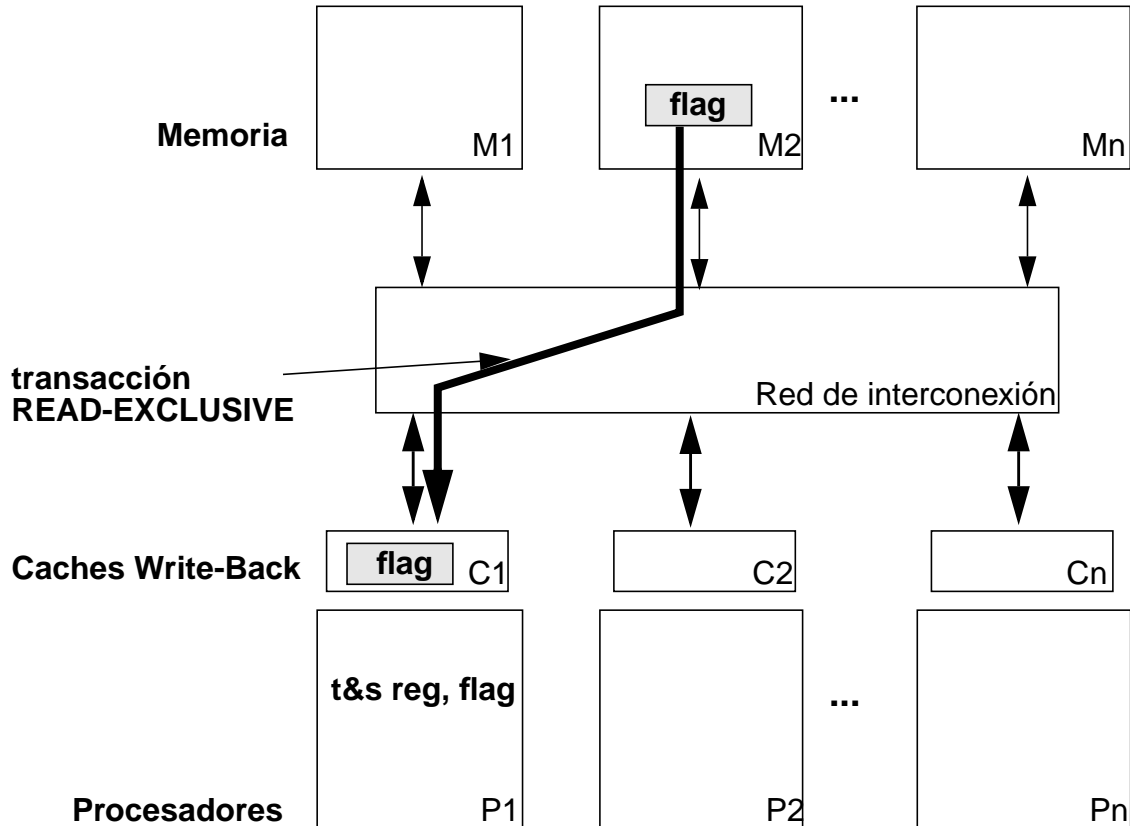 flag
...
Memoria
M1
M2
Mn
transacción
READ-EXCLUSIVE
Red de interconexión
Caches Write-Back
flag
C1
C2
Cn
t&s reg, flag
...
Procesadores
P1
P2
Pn